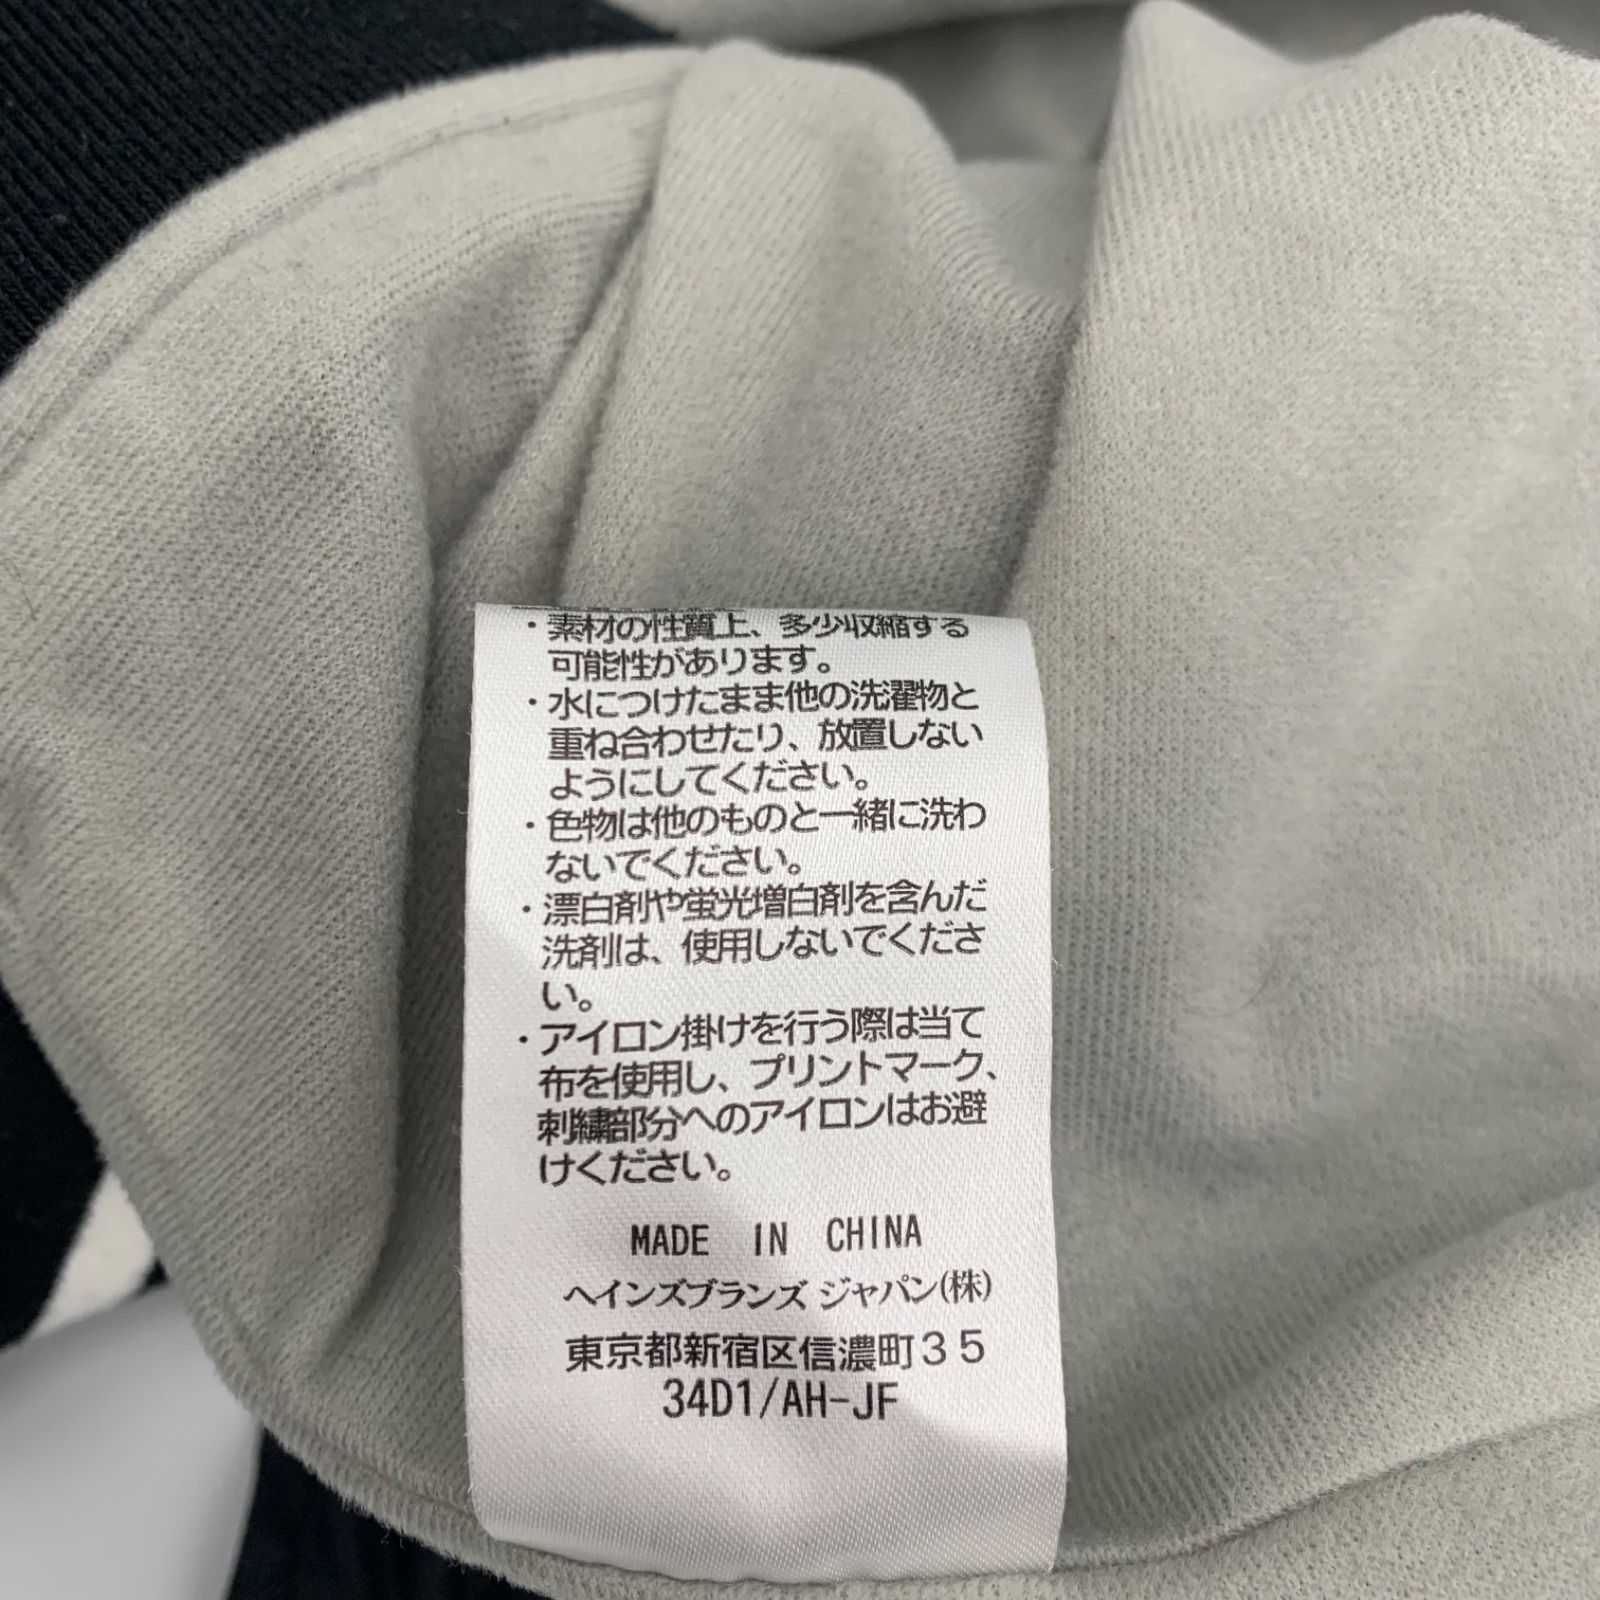 ・素材の性質上、多少収縮する
可能性があります。
・水につけたまま他の洗濯物と
重ね合わせたり、放置しない
ようにしてください。
・色物は他のものと一緒に洗わ
ないでください。
・漂白剤や蛍光増白剤を含んだ
洗剤は、使用しないでくださ
い。
・アイロン掛けを行う際は当て
布を使用し、プリントマーク、
刺繍部分へのアイロンはお避
けください。
MADE IN CHINA
ヘインズブランズ ジャパン(株)
東京都新宿区信濃町３５
34D1/AH-JF